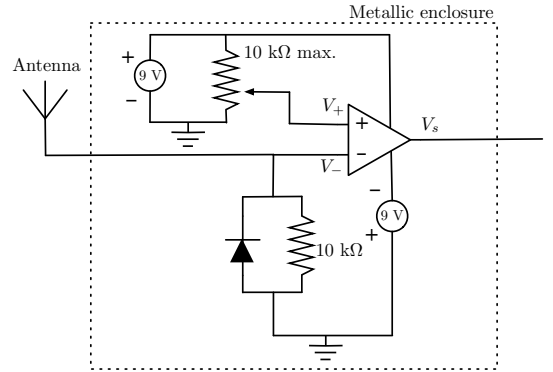 Metallic enclosure
Antenna
+
9 V
−
10 kΩ max.
V₊
+
Vₛ
−
V₋
−
9 V
+
10 kΩ